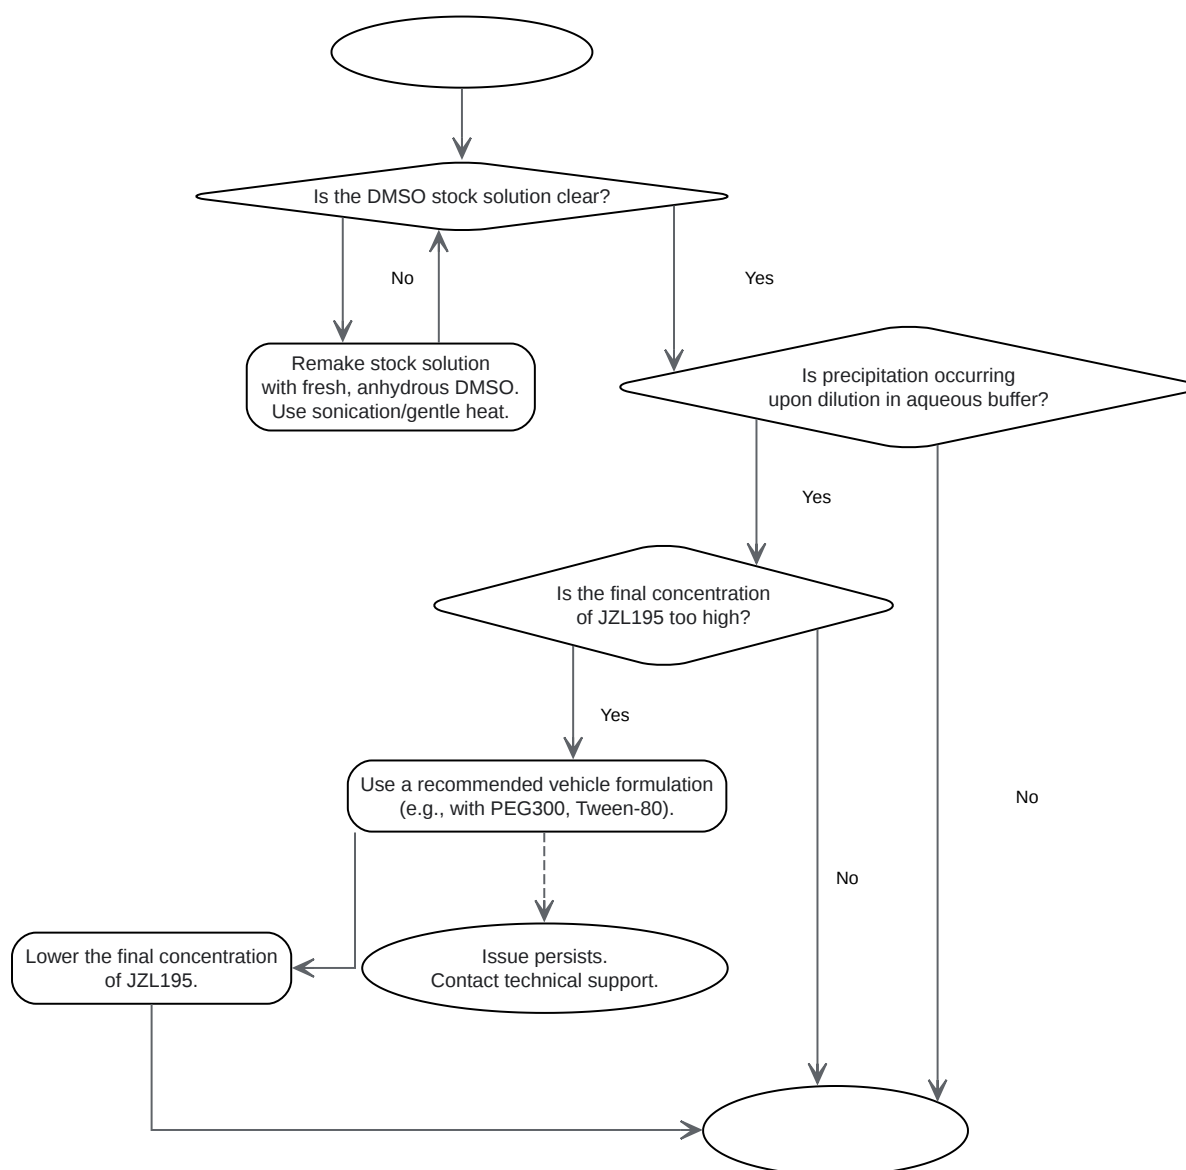 Is the DMSO stock solution clear?
No
Yes
Remake stock solution
with fresh, anhydrous DMSO.
Use sonication/gentle heat.
Is precipitation occurring
upon dilution in aqueous buffer?
Yes
Is the final concentration
of JZL195 too high?
Yes
Use a recommended vehicle formulation
(e.g., with PEG300, Tween-80).
No
No
Lower the final concentration
of JZL195.
Issue persists.
Contact technical support.